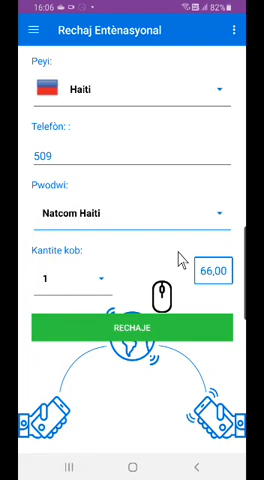 16:06
82%
Rechaj Entènasyonal
Peyi:
Haiti
Telefòn: :
509
Pwodwi:
Natcom Haiti
Kantite kob:
1
66,00
RECHAJE